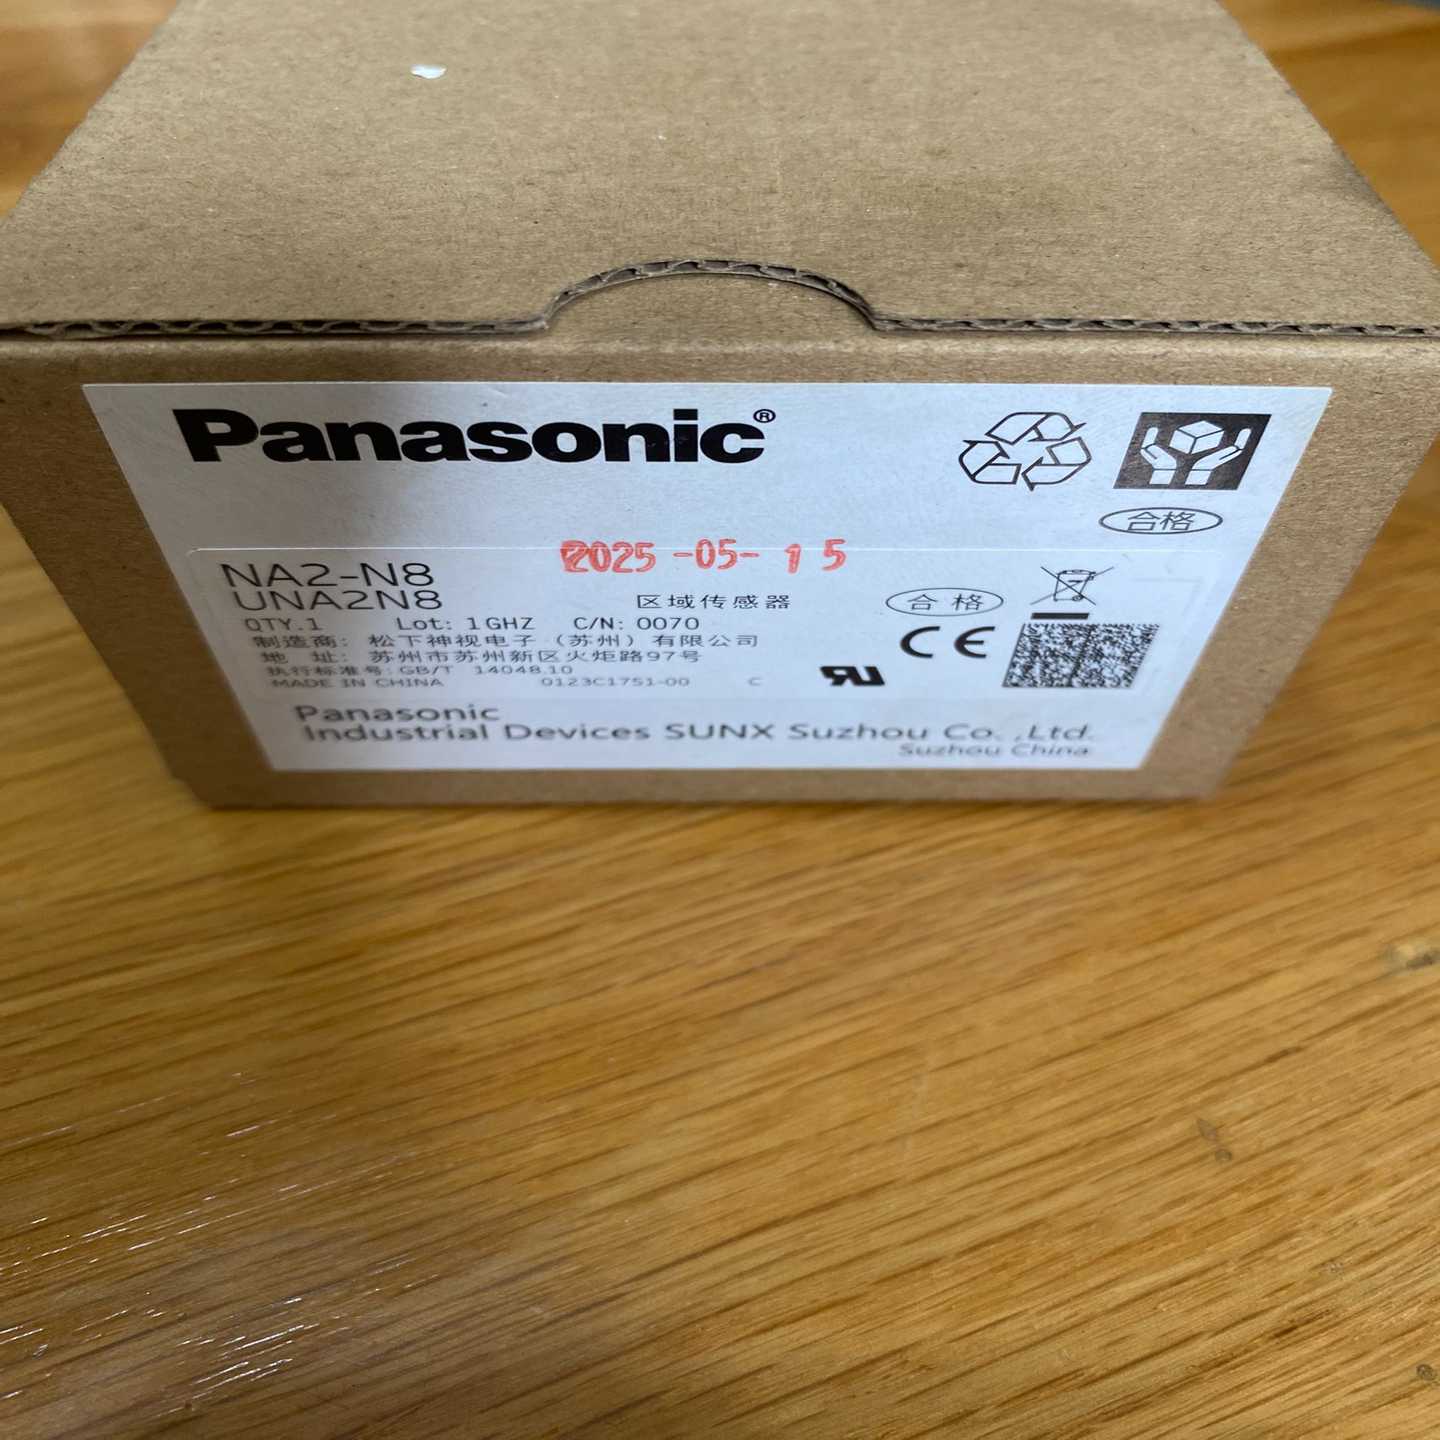 Panasonic®
合格
2025-05-15
NA2-N8
UNA2N8
区域传感器
合格
QTY.1 Lot: 1GHZ C/N: 0070
制造商: 松下神视电子(苏州)有限公司
地 址: 苏州市苏州新区火炬路97号
执行标准号: GB/T 14048.10
MADE IN CHINA 0123C1751-00 C
CE
RU
Panasonic
Industrial Devices SUNX Suzhou Co.,Ltd.
Suzhou China